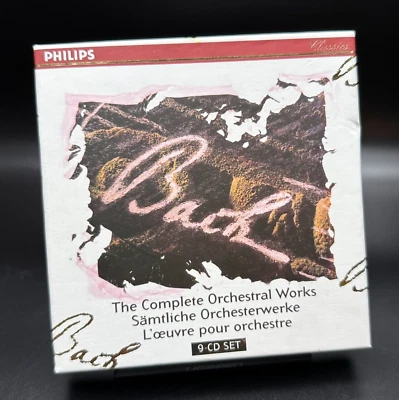 PHILIPS
Classics
Bach
The Complete Orchestral Works
Sämtliche Orchesterwerke
L'œuvre pour orchestre
9-CD SET
Bach